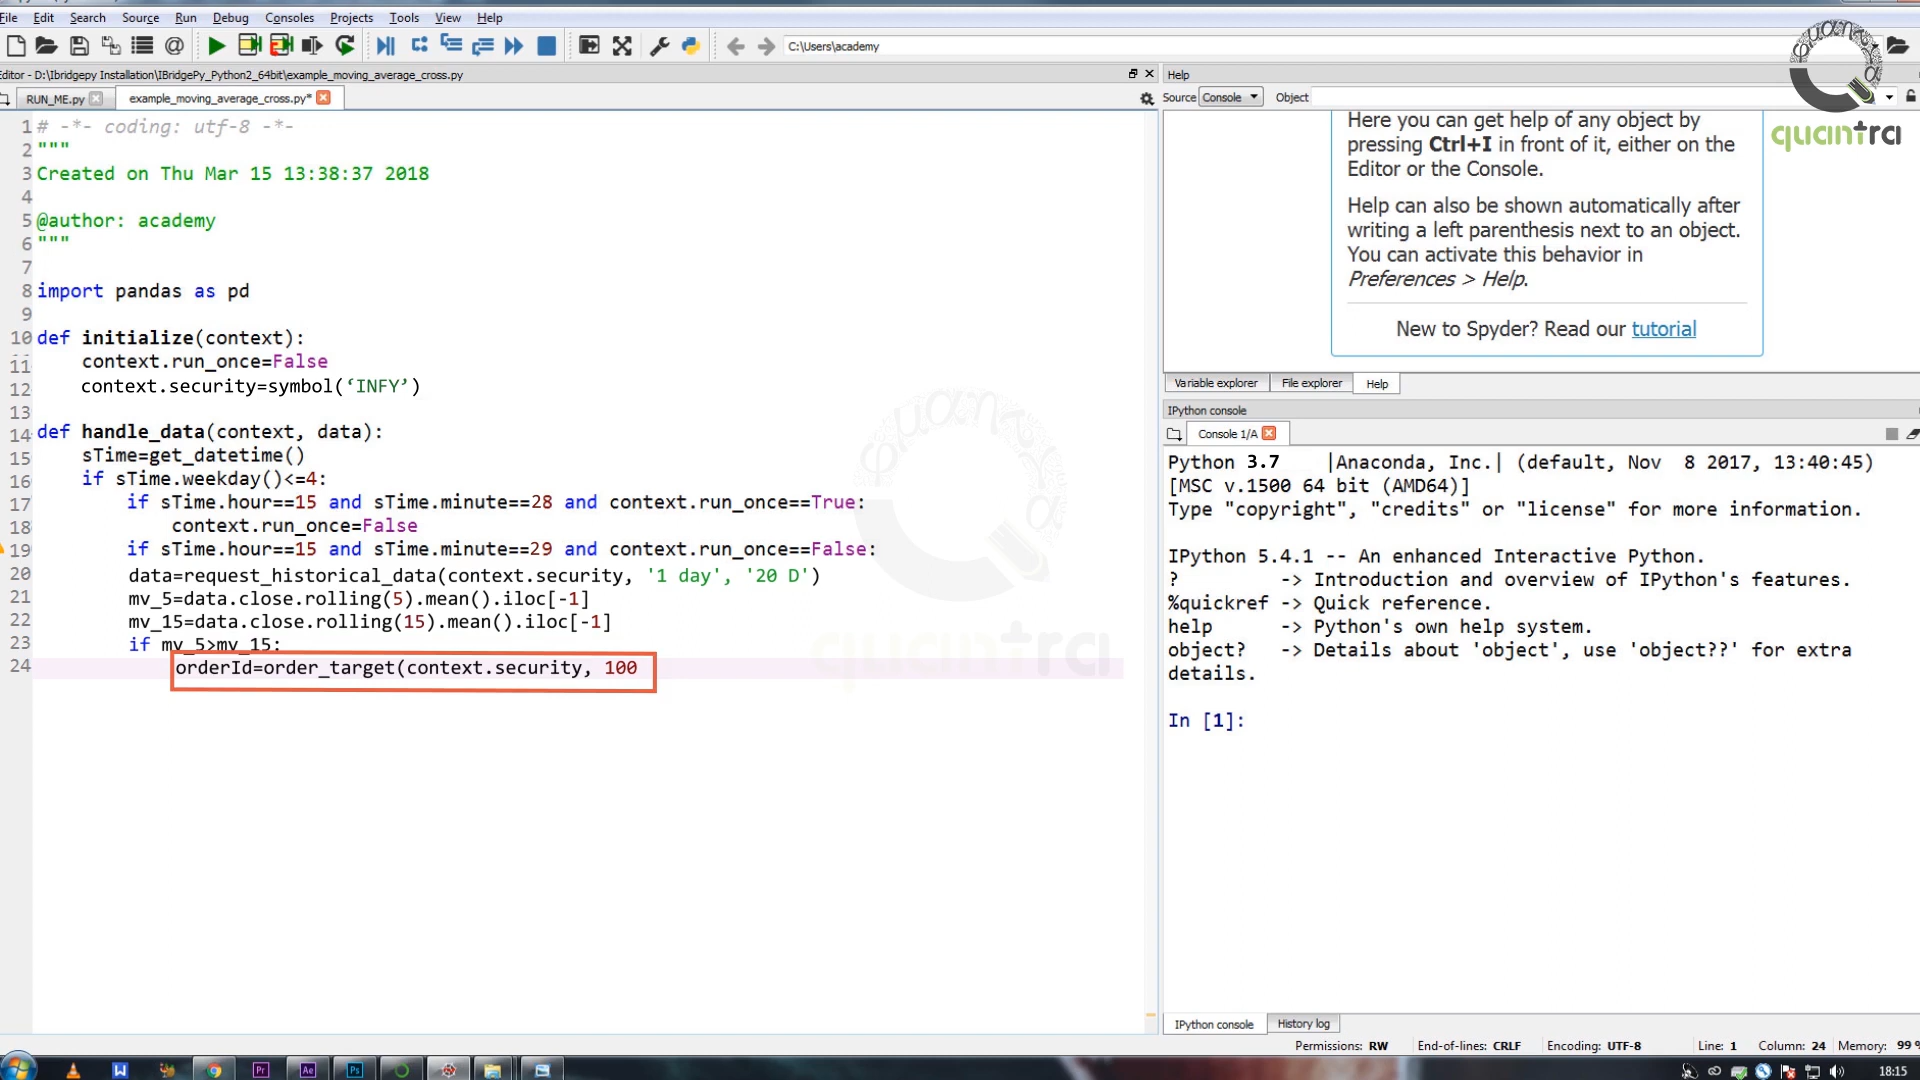 File Edit Search Source Run Debug Consoles Projects Tools View Help
C:\Users\academy
Editor - D:\Ibridgepy Installation\IBridgePy_Python2_64bit\example_moving_average_cross.py
Help
RUN_ME.py
example_moving_average_cross.py*
Source Console Object
quantra
1 # -*- coding: utf-8 -*-
2 """
3 Created on Thu Mar 15 13:38:37 2018
4
5 @author: academy
6 """
7
8 import pandas as pd
9
10 def initialize(context):
11 context.run_once=False
12 context.security=symbol(‘INFY’)
13
14 def handle_data(context, data):
15 sTime=get_datetime()
16 if sTime.weekday()<=4:
17 if sTime.hour==15 and sTime.minute==28 and context.run_once==True:
18 context.run_once=False
19 if sTime.hour==15 and sTime.minute==29 and context.run_once==False:
20 data=request_historical_data(context.security, '1 day', '20 D')
21 mv_5=data.close.rolling(5).mean().iloc[-1]
22 mv_15=data.close.rolling(15).mean().iloc[-1]
23 if mv_5>mv_15:
24 orderId=order_target(context.security, 100
quantra
quantra
Here you can get help of any object by
pressing Ctrl+I in front of it, either on the
Editor or the Console.
Help can also be shown automatically after
writing a left parenthesis next to an object.
You can activate this behavior in
Preferences > Help.
New to Spyder? Read our tutorial
Variable explorer File explorer Help
IPython console
Console 1/A
Python 3.7 |Anaconda, Inc.| (default, Nov 8 2017, 13:40:45)
[MSC v.1500 64 bit (AMD64)]
Type "copyright", "credits" or "license" for more information.
IPython 5.4.1 -- An enhanced Interactive Python.
? -> Introduction and overview of IPython's features.
%quickref -> Quick reference.
help -> Python's own help system.
object? -> Details about 'object', use 'object??' for extra
details.
In [1]:
IPython console History log
Permissions: RW End-of-lines: CRLF Encoding: UTF-8 Line: 1 Column: 24 Memory: 99 %
W Pr Ae Ps
18:15